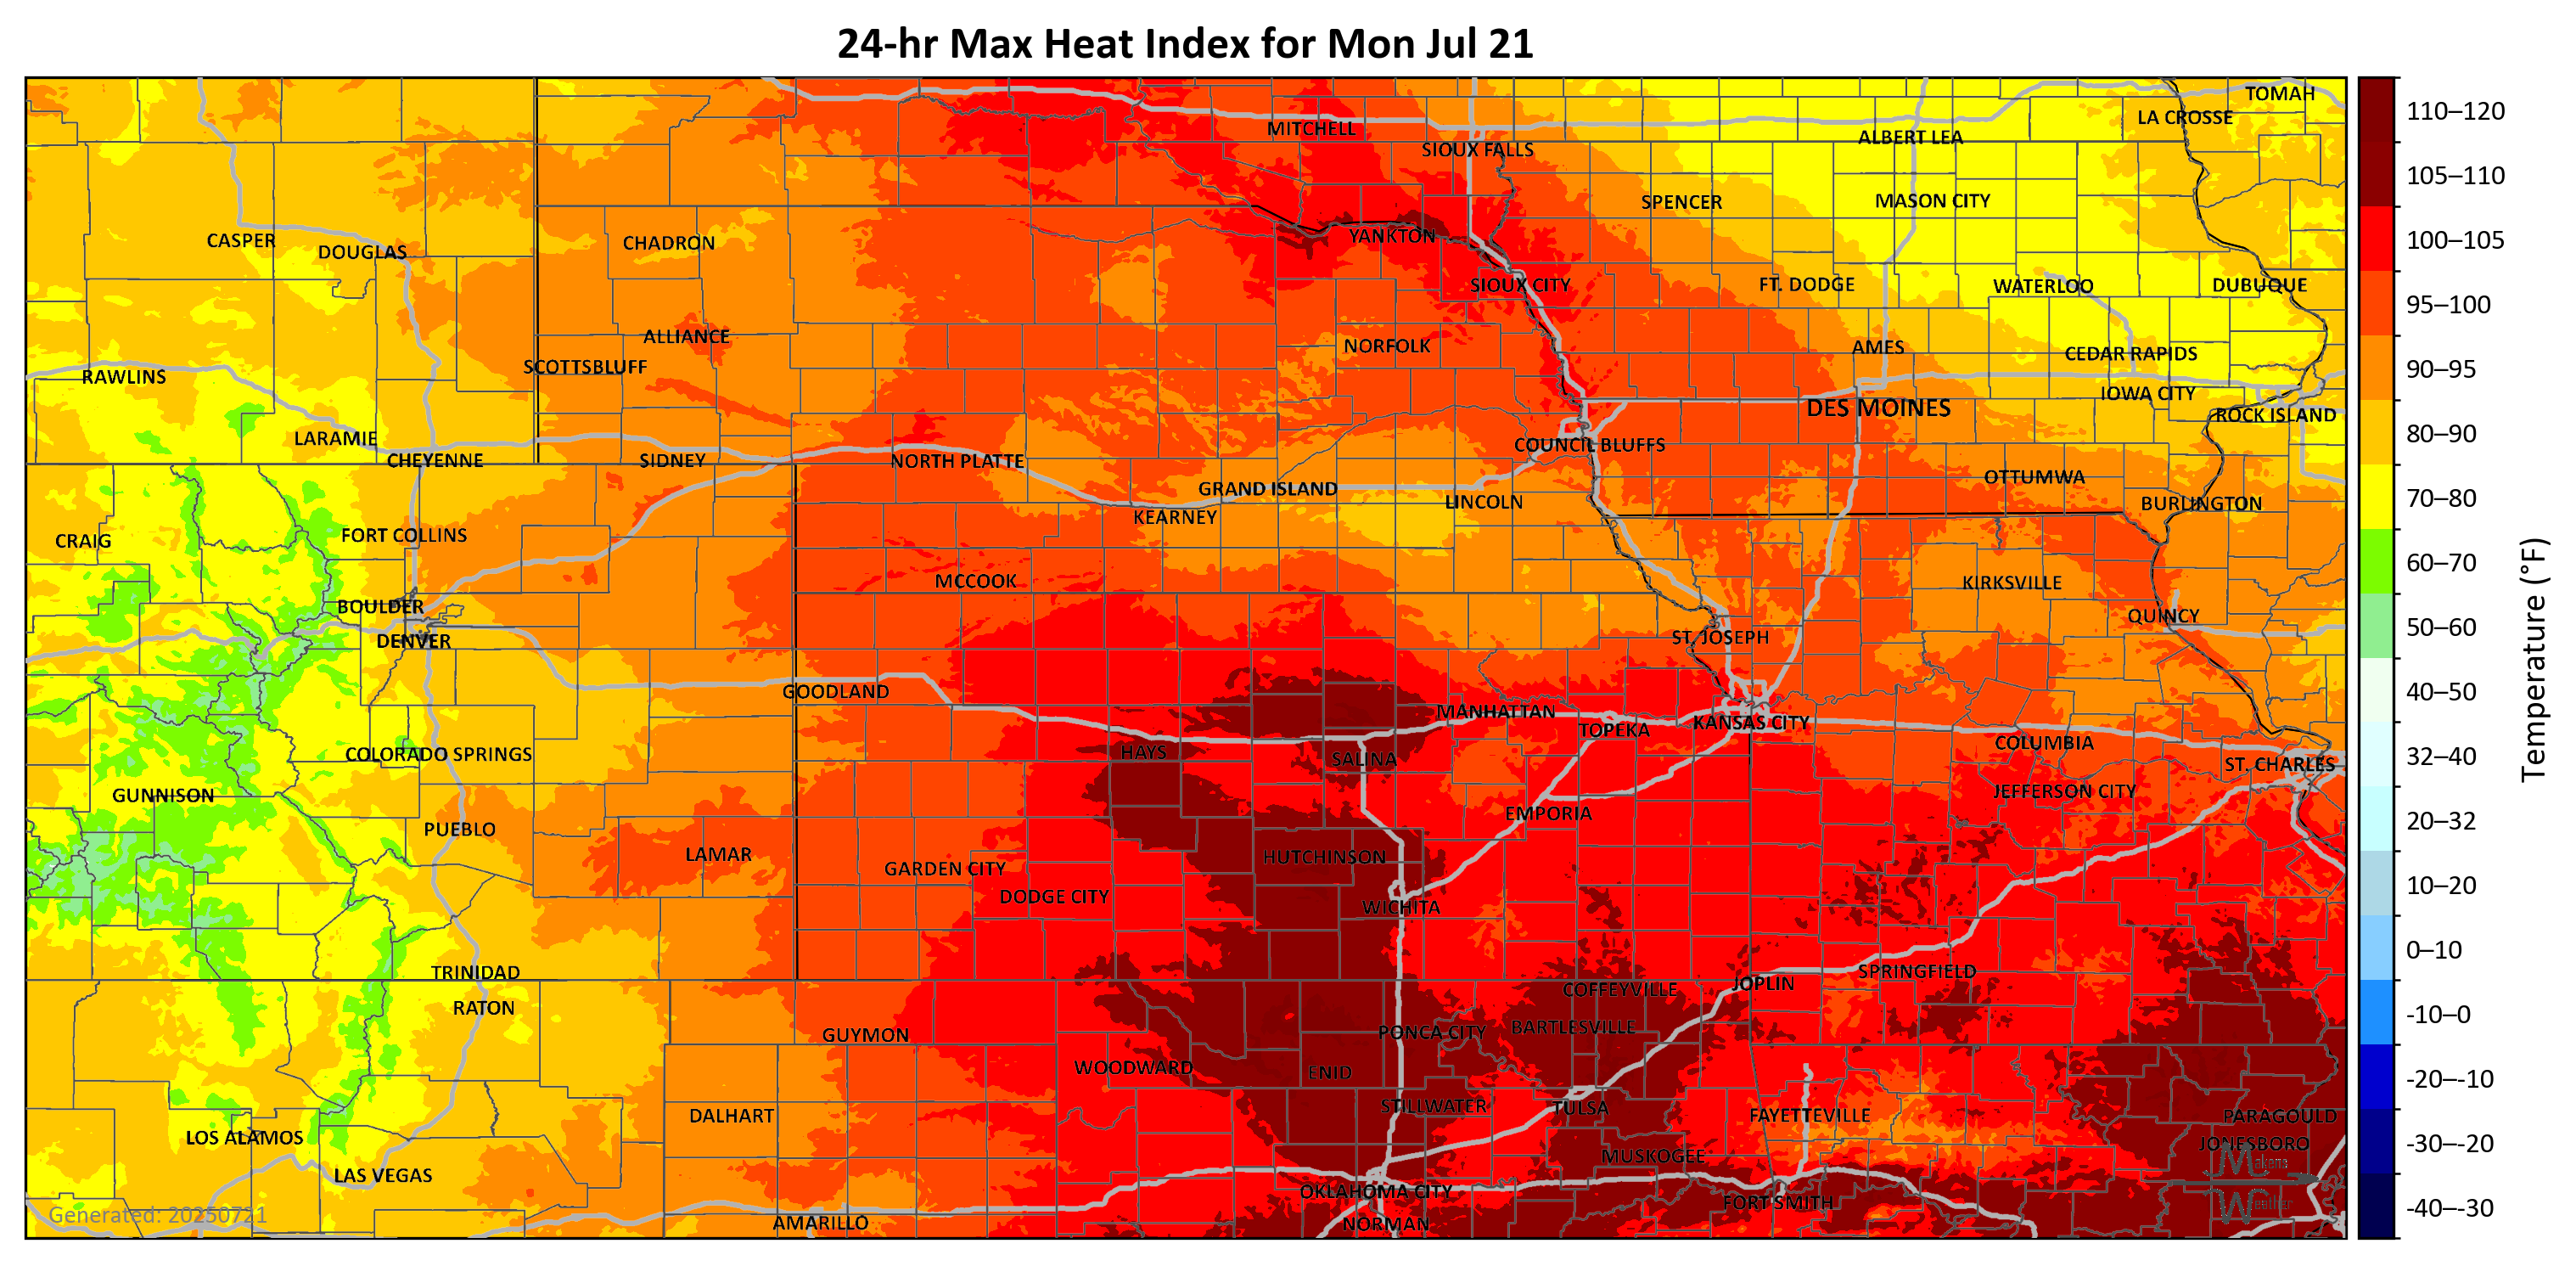 24-hr Max Heat Index for Mon Jul 21
TOMAH
LA CROSSE
MITCHELL
ALBERT LEA
SIOUX FALLS
SPENCER
MASON CITY
CASPER
DOUGLAS
CHADRON
YANKTON
SIOUX CITY
FT. DODGE
WATERLOO
DUBUQUE
ALLIANCE
NORFOLK
AMES
CEDAR RAPIDS
SCOTTSBLUFF
RAWLINS
IOWA CITY
DES MOINES
ROCK ISLAND
LARAMIE
COUNCIL BLUFFS
CHEYENNE
SIDNEY
NORTH PLATTE
OTTUMWA
GRAND ISLAND
LINCOLN
BURLINGTON
KEARNEY
FORT COLLINS
CRAIG
MCCOOK
KIRKSVILLE
BOULDER
QUINCY
DENVER
ST. JOSEPH
GOODLAND
MANHATTAN
TOPEKA
KANSAS CITY
COLUMBIA
COLORADO SPRINGS
HAYS
SALINA
ST. CHARLES
GUNNISON
JEFFERSON CITY
EMPORIA
PUEBLO
LAMAR
HUTCHINSON
GARDEN CITY
DODGE CITY
WICHITA
TRINIDAD
SPRINGFIELD
JOPLIN
COFFEYVILLE
RATON
BARTLESVILLE
PONCA CITY
GUYMON
WOODWARD
ENID
STILLWATER
TULSA
DALHART
FAYETTEVILLE
PARAGOULD
LOS ALAMOS
JONESBORO
MUSKOGEE
LAS VEGAS
OKLAHOMA CITY
FORT SMITH
AMARILLO
NORMAN
Makens
Weather
Generated: 20250721
110–120
105–110
100–105
95–100
90–95
80–90
70–80
60–70
50–60
40–50
32–40
20–32
10–20
0–10
-10–0
-20–-10
-30–-20
-40–-30
Temperature (°F)